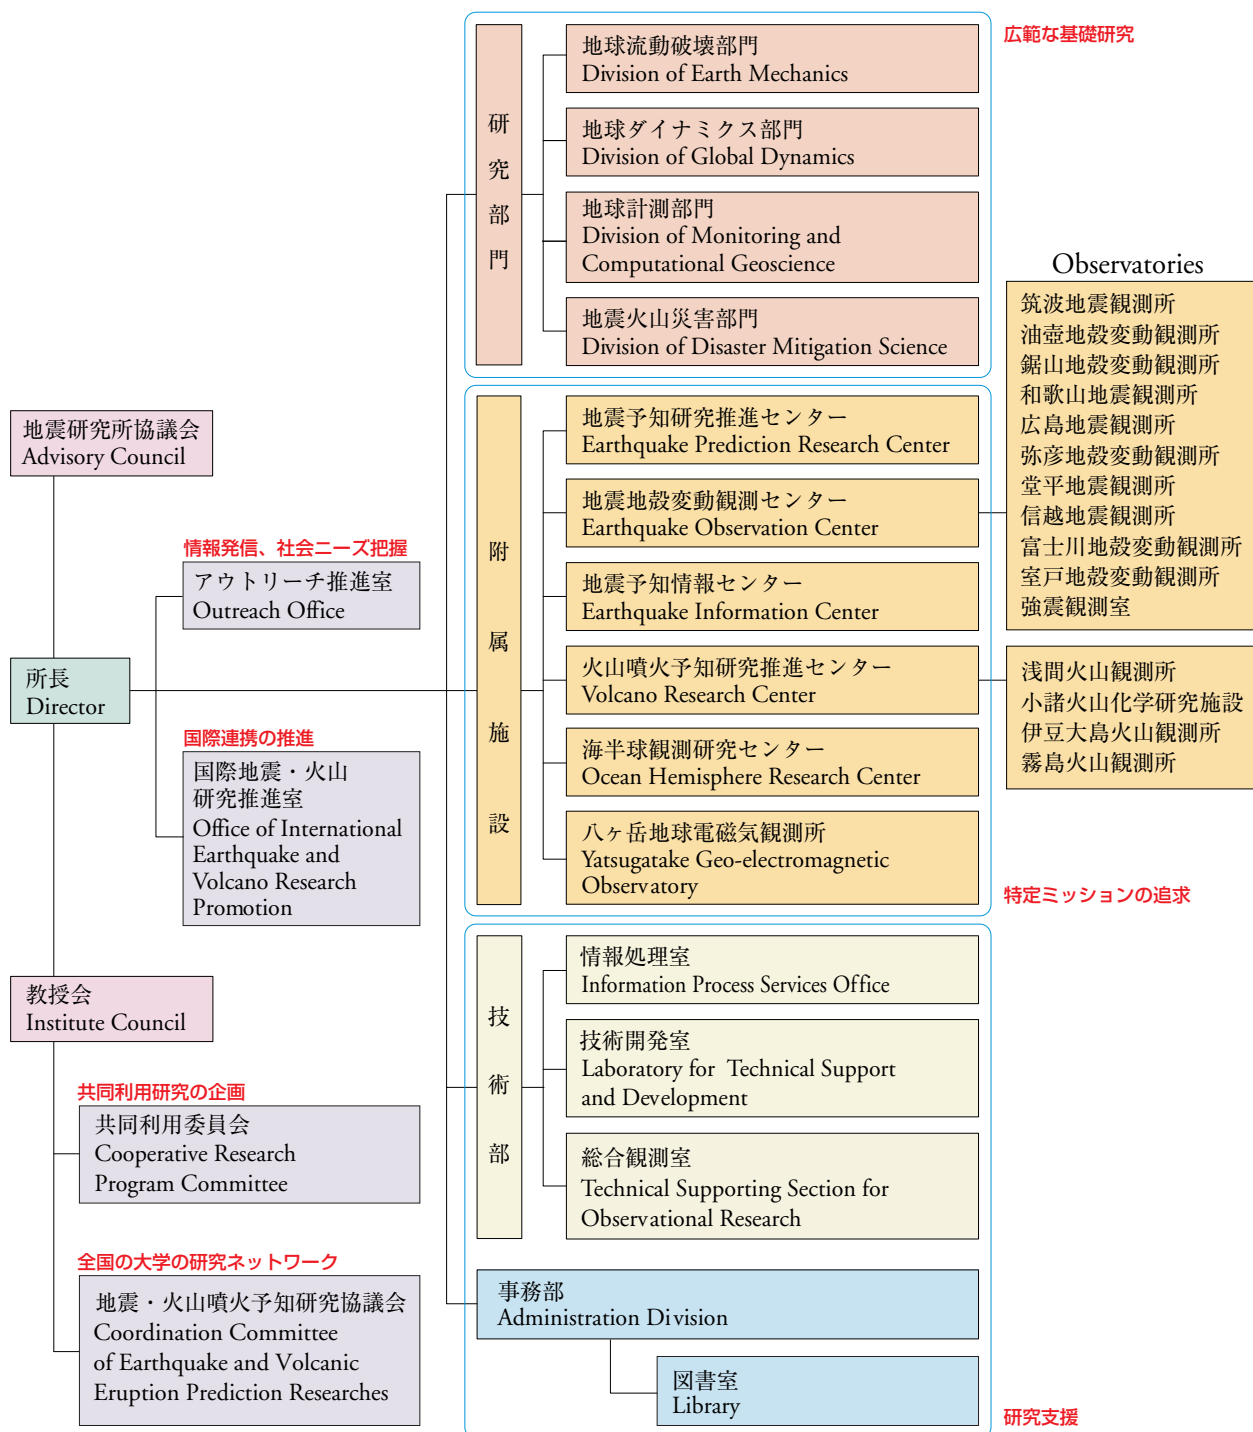 広範な基礎研究
研究部門
地球流動破壊部門
Division of Earth Mechanics
地球ダイナミクス部門
Division of Global Dynamics
地球計測部門
Division of Monitoring and
Computational Geoscience
地震火山災害部門
Division of Disaster Mitigation Science
地震研究所協議会
Advisory Council
情報発信、社会ニーズ把握
アウトリーチ推進室
Outreach Office
所長
Director
国際連携の推進
国際地震・火山
研究推進室
Office of International
Earthquake and
Volcano Research
Promotion
教授会
Institute Council
共同利用研究の企画
共同利用委員会
Cooperative Research
Program Committee
全国の大学の研究ネットワーク
地震・火山噴火予知研究協議会
Coordination Committee
of Earthquake and Volcanic
Eruption Prediction Researches
附属施設
地震予知研究推進センター
Earthquake Prediction Research Center
地震地殻変動観測センター
Earthquake Observation Center
地震予知情報センター
Earthquake Information Center
火山噴火予知研究推進センター
Volcano Research Center
海半球観測研究センター
Ocean Hemisphere Research Center
八ヶ岳地球電磁気観測所
Yatsugatake Geo-electromagnetic
Observatory
Observatories
筑波地震観測所
油壺地殻変動観測所
鋸山地殻変動観測所
和歌山地震観測所
広島地震観測所
弥彦地殻変動観測所
堂平地震観測所
信越地震観測所
富士川地殻変動観測所
室戸地殻変動観測所
強震観測室
浅間火山観測所
小諸火山化学研究施設
伊豆大島火山観測所
霧島火山観測所
特定ミッションの追求
技術部
情報処理室
Information Process Services Office
技術開発室
Laboratory for Technical Support
and Development
総合観測室
Technical Supporting Section for
Observational Research
事務部
Administration Division
図書室
Library
研究支援